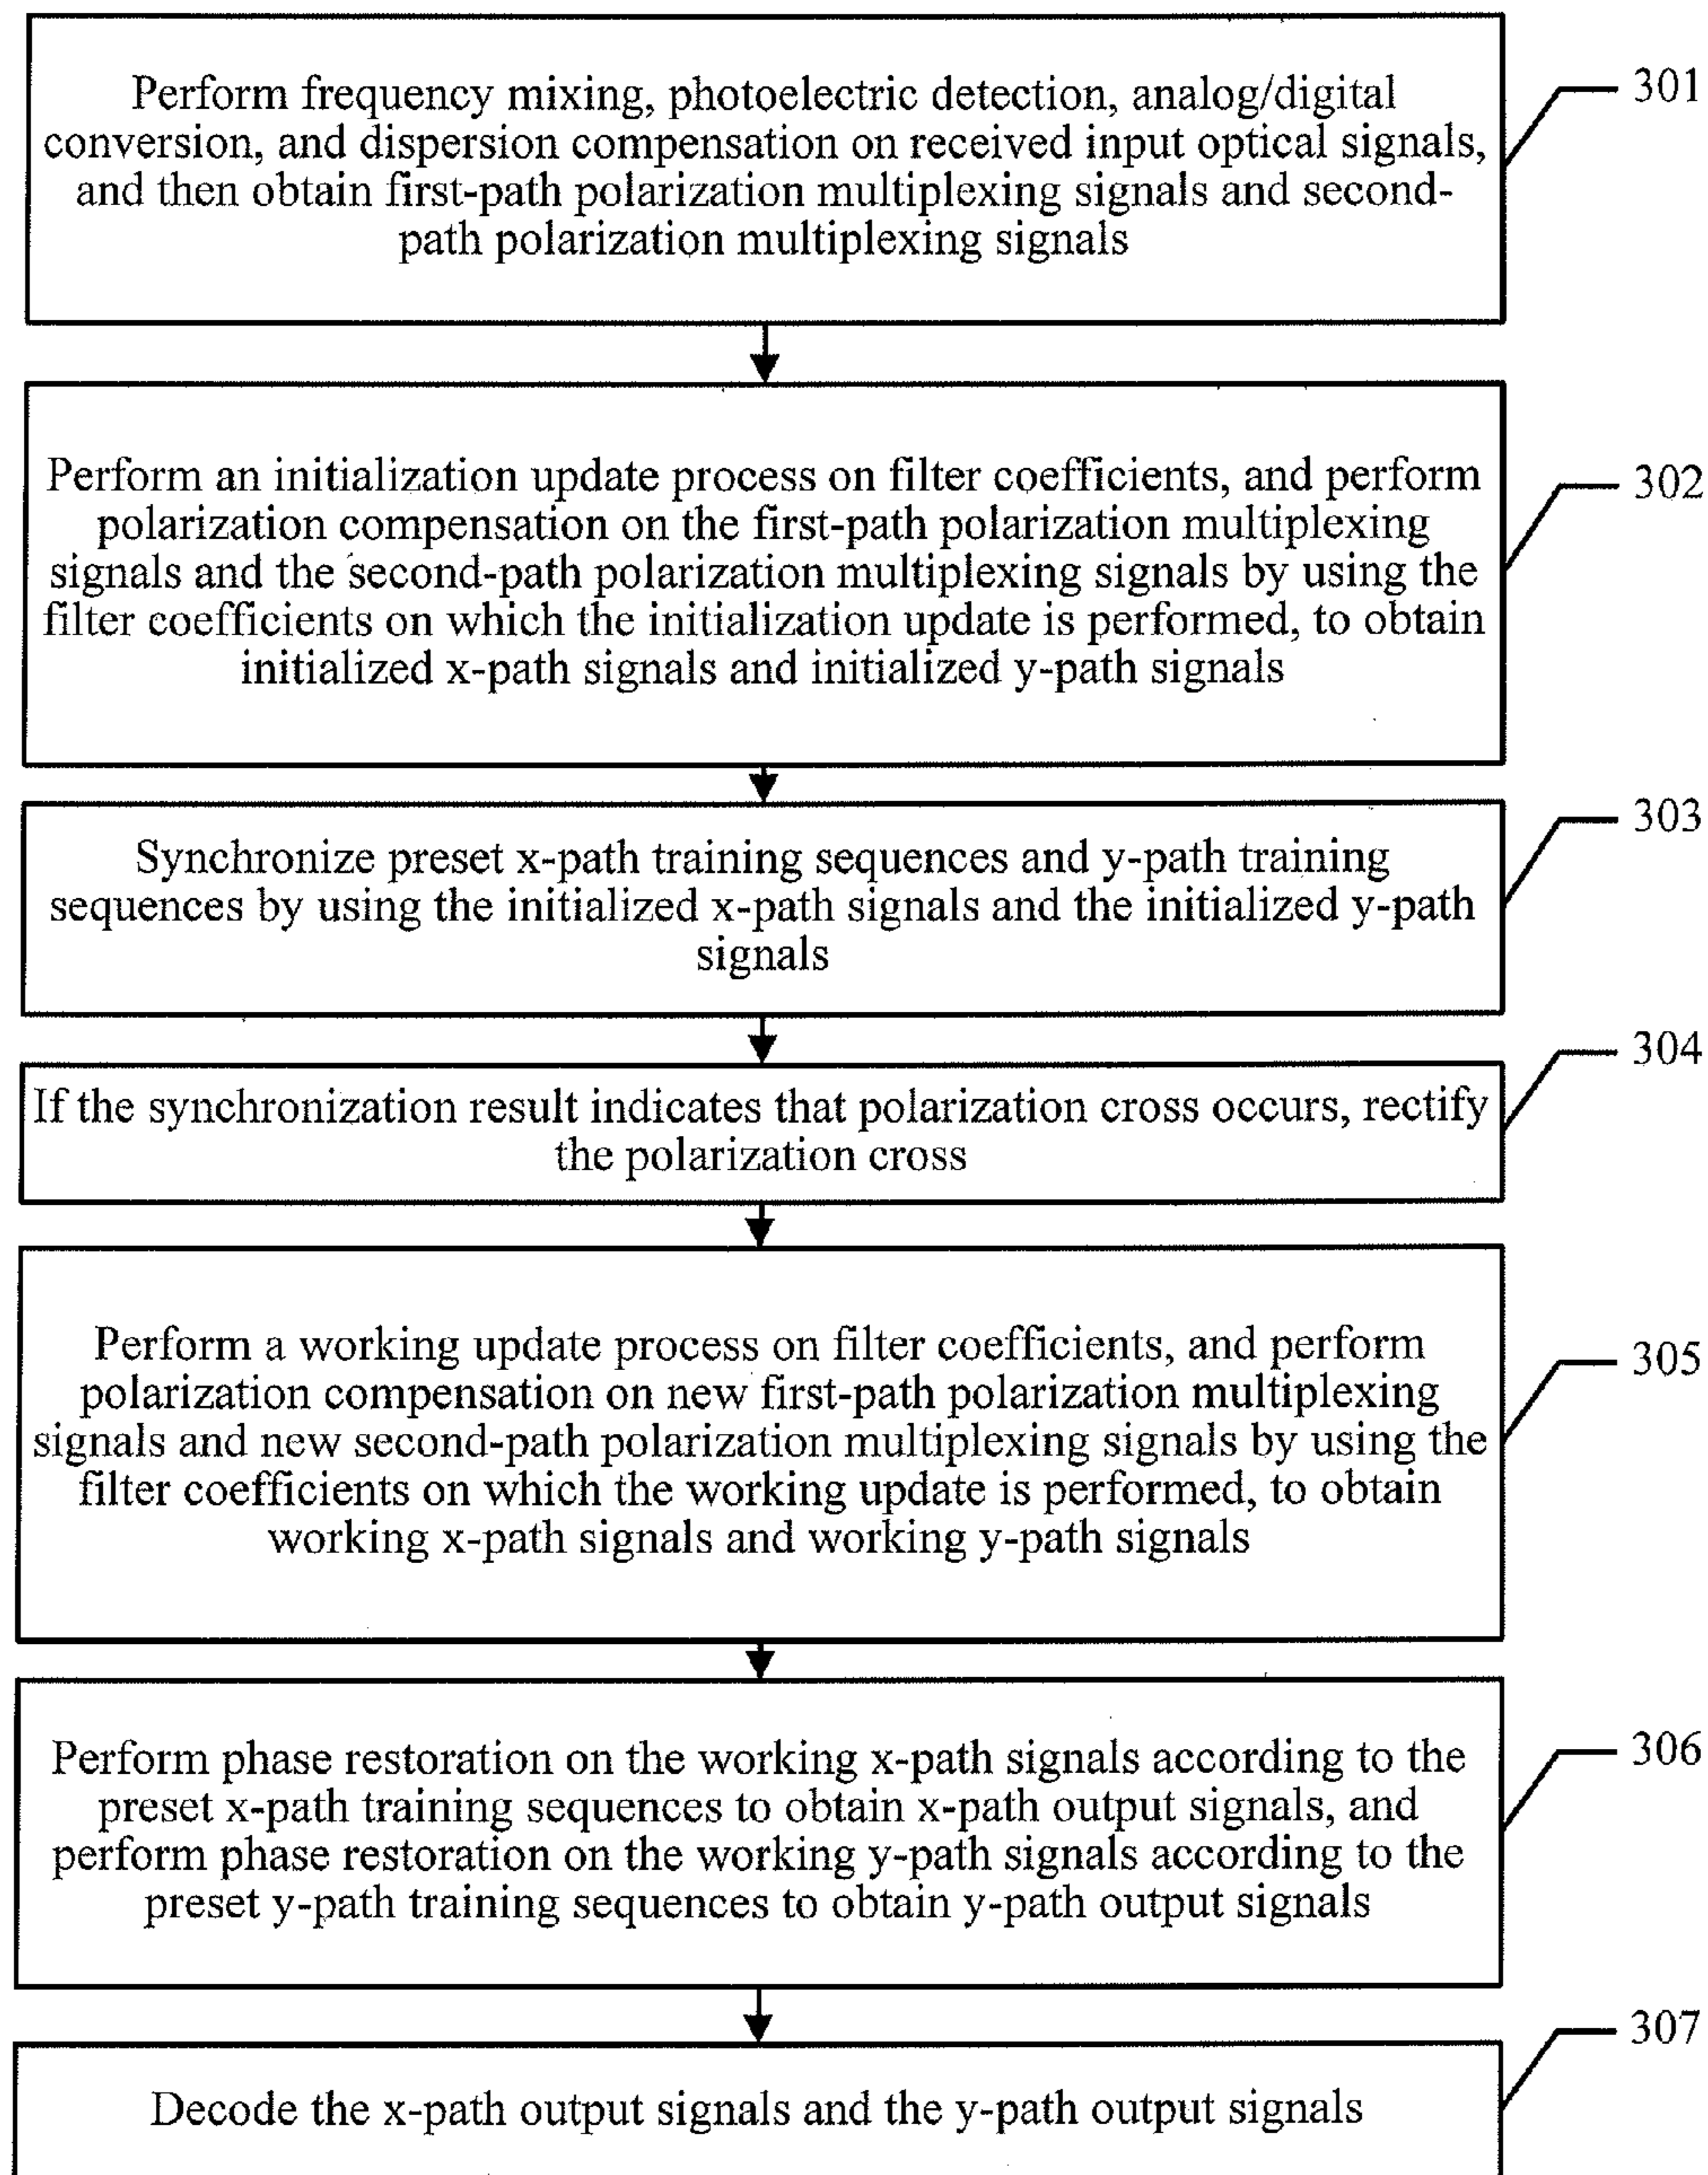 Perform frequency mixing, photoelectric detection, analog/digital
conversion, and dispersion compensation on received input optical signals,
and then obtain first-path polarization multiplexing signals and second-
path polarization multiplexing signals
301
Perform an initialization update process on filter coefficients, and perform
polarization compensation on the first-path polarization multiplexing
signals and the second-path polarization multiplexing signals by using the
filter coefficients on which the initialization update is performed, to obtain
initialized x-path signals and initialized y-path signals
302
Synchronize preset x-path training sequences and y-path training
sequences by using the initialized x-path signals and the initialized y-path
signals
303
If the synchronization result indicates that polarization cross occurs, rectify
the polarization cross
304
Perform a working update process on filter coefficients, and perform
polarization compensation on new first-path polarization multiplexing
signals and new second-path polarization multiplexing signals by using the
filter coefficients on which the working update is performed, to obtain
working x-path signals and working y-path signals
305
Perform phase restoration on the working x-path signals according to the
preset x-path training sequences to obtain x-path output signals, and
perform phase restoration on the working y-path signals according to the
preset y-path training sequences to obtain y-path output signals
306
Decode the x-path output signals and the y-path output signals
307